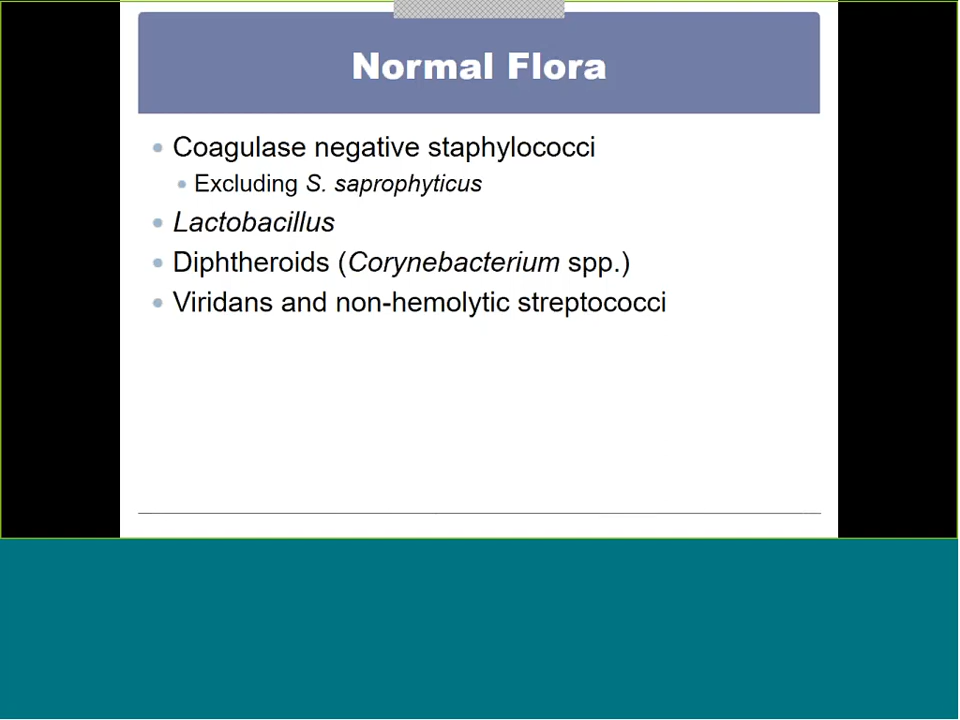 Normal Flora
Coagulase negative staphylococci
Excluding S. saprophyticus
Lactobacillus
Diphtheroids (Corynebacterium spp.)
Viridans and non-hemolytic streptococci